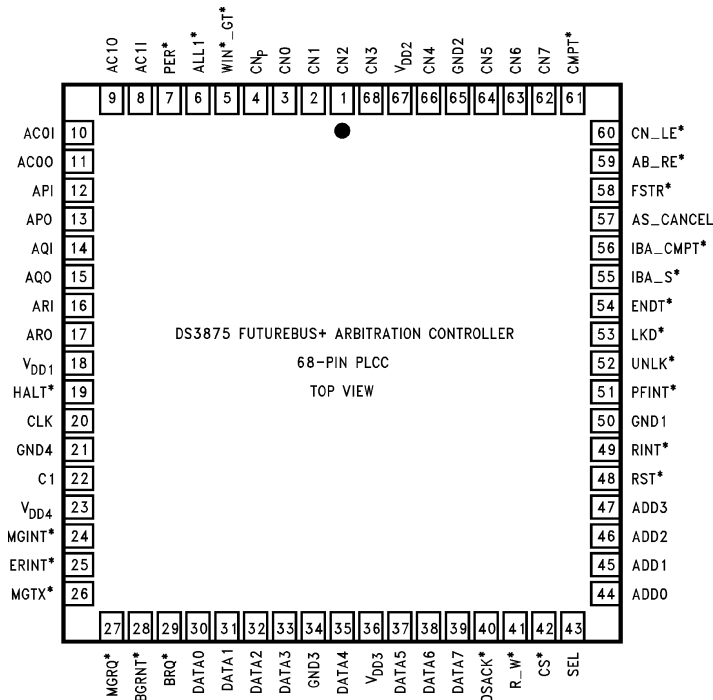 AC1O
AC1I
PER*
ALL1*
WIN*_GT*
CNp
CN0
CN1
CN2
CN3
VDD2
CN4
GND2
CN5
CN6
CN7
CMPT*
9 8 7 6 5 4 3 2 1 68 67 66 65 64 63 62 61
AC0I 10
AC0O 11
API 12
APO 13
AQI 14
AQO 15
ARI 16
ARO 17
VDD1 18
HALT* 19
CLK 20
GND4 21
C1 22
VDD4 23
MGINT* 24
ERINT* 25
MGTX* 26
DS3875 FUTUREBUS+ ARBITRATION CONTROLLER
68-PIN PLCC
TOP VIEW
60 CN_LE*
59 AB_RE*
58 FSTR*
57 AS_CANCEL
56 IBA_CMPT*
55 IBA_S*
54 ENDT*
53 LKD*
52 UNLK*
51 PFINT*
50 GND1
49 RINT*
48 RST*
47 ADD3
46 ADD2
45 ADD1
44 ADD0
27 28 29 30 31 32 33 34 35 36 37 38 39 40 41 42 43
MGRQ*
BGRNT*
BRQ*
DATA0
DATA1
DATA2
DATA3
GND3
DATA4
VDD3
DATA5
DATA6
DATA7
DSACK*
R_W*
CS*
SEL